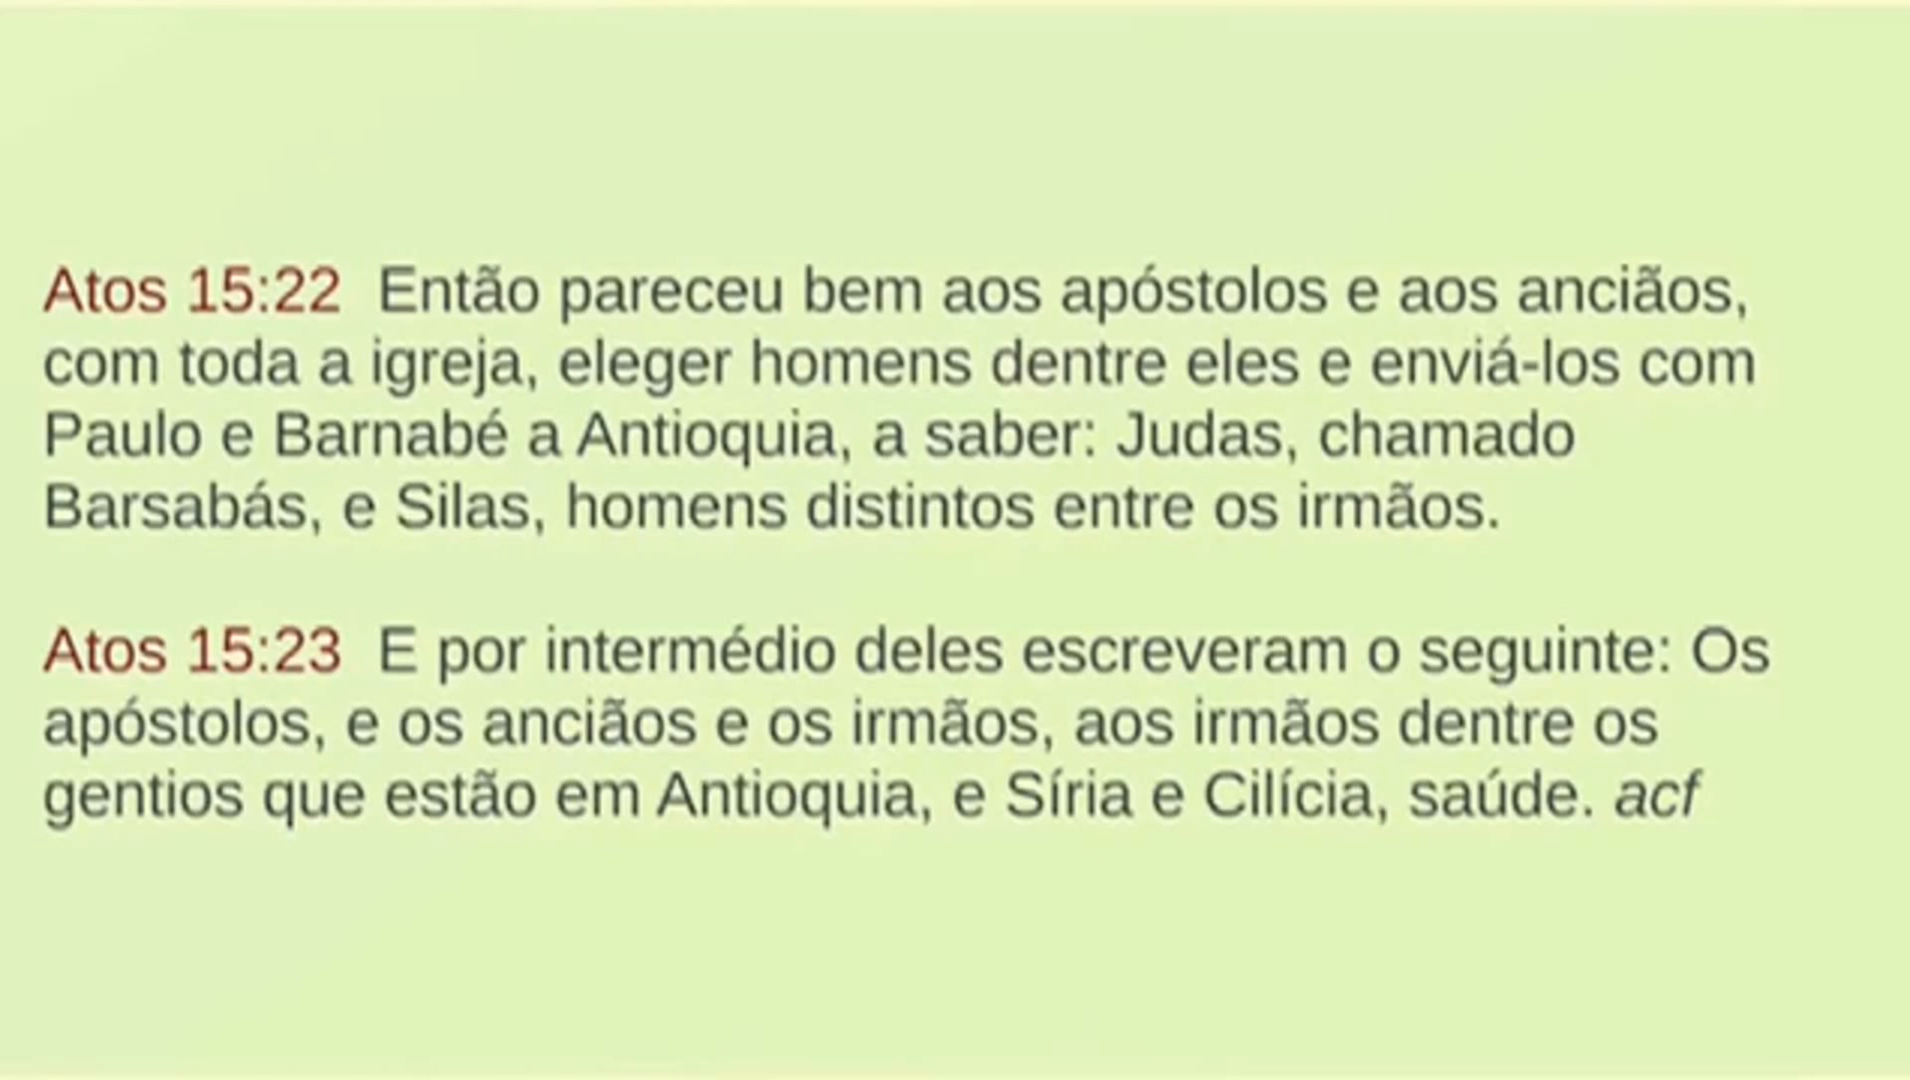 Atos 15:22 Então pareceu bem aos apóstolos e aos anciãos,
com toda a igreja, eleger homens dentre eles e enviá-los com
Paulo e Barnabé a Antioquia, a saber: Judas, chamado
Barsabás, e Silas, homens distintos entre os irmãos.
Atos 15:23 E por intermédio deles escreveram o seguinte: Os
apóstolos, e os anciãos e os irmãos, aos irmãos dentre os
gentios que estão em Antioquia, e Síria e Cilícia, saúde. acf